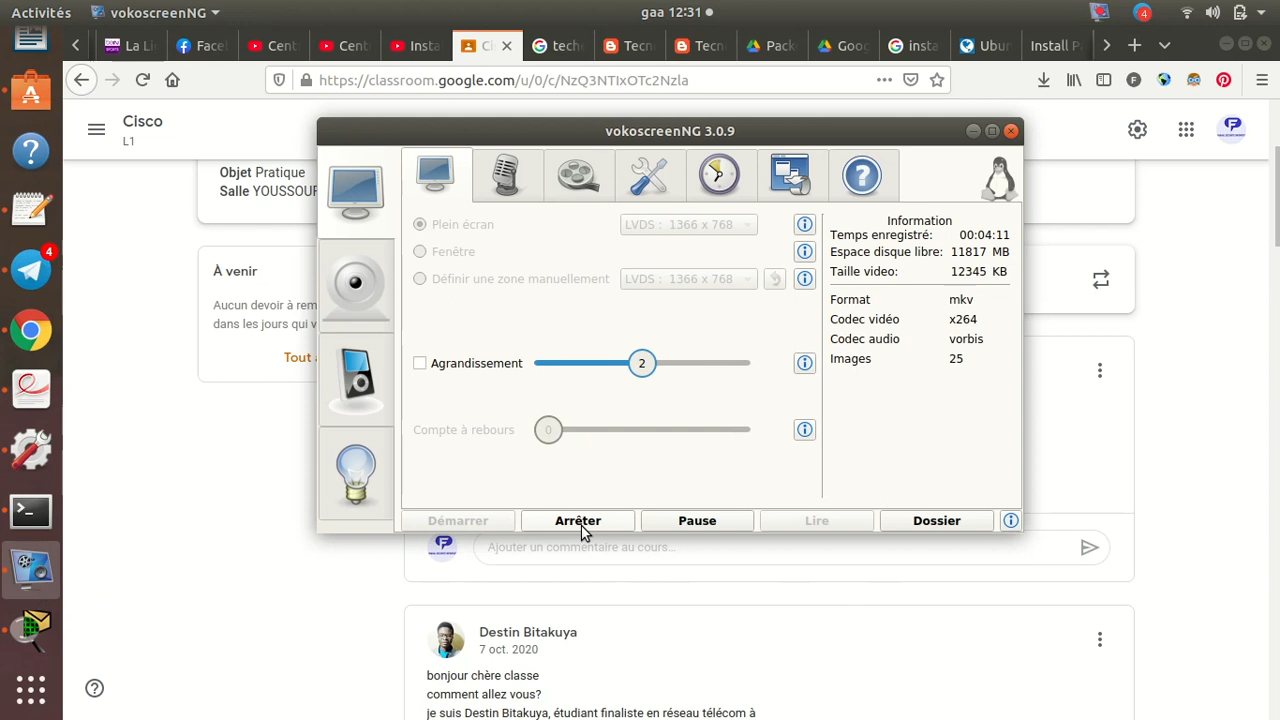 Activités vokoscreenNG gaa 12:31 4
La Li Facel Cent Cent Insta Cl tech Tecn Tecn Pack Goo insta Ubur Install P
https://classroom.google.com/u/0/c/NzQ3NTIxOTc2Nzla
Cisco
L1
Objet Pratique
Salle YOUSSOUF
À venir
Aucun devoir à rem
dans les jours qui v
Tout a
vokoscreenNG 3.0.9
Plein écran LVDS : 1366 x 768
Fenêtre
Définir une zone manuellement LVDS : 1366 x 768
Agrandissement 2
Compte à rebours 0
Information
Temps enregistré: 00:04:11
Espace disque libre: 11817 MB
Taille video: 12345 KB
Format mkv
Codec vidéo x264
Codec audio vorbis
Images 25
Démarrer Arrêter Pause Lire Dossier
Ajouter un commentaire au cours...
Destin Bitakuya
7 oct. 2020
bonjour chère classe
comment allez vous?
je suis Destin Bitakuya, étudiant finaliste en réseau télécom à
4